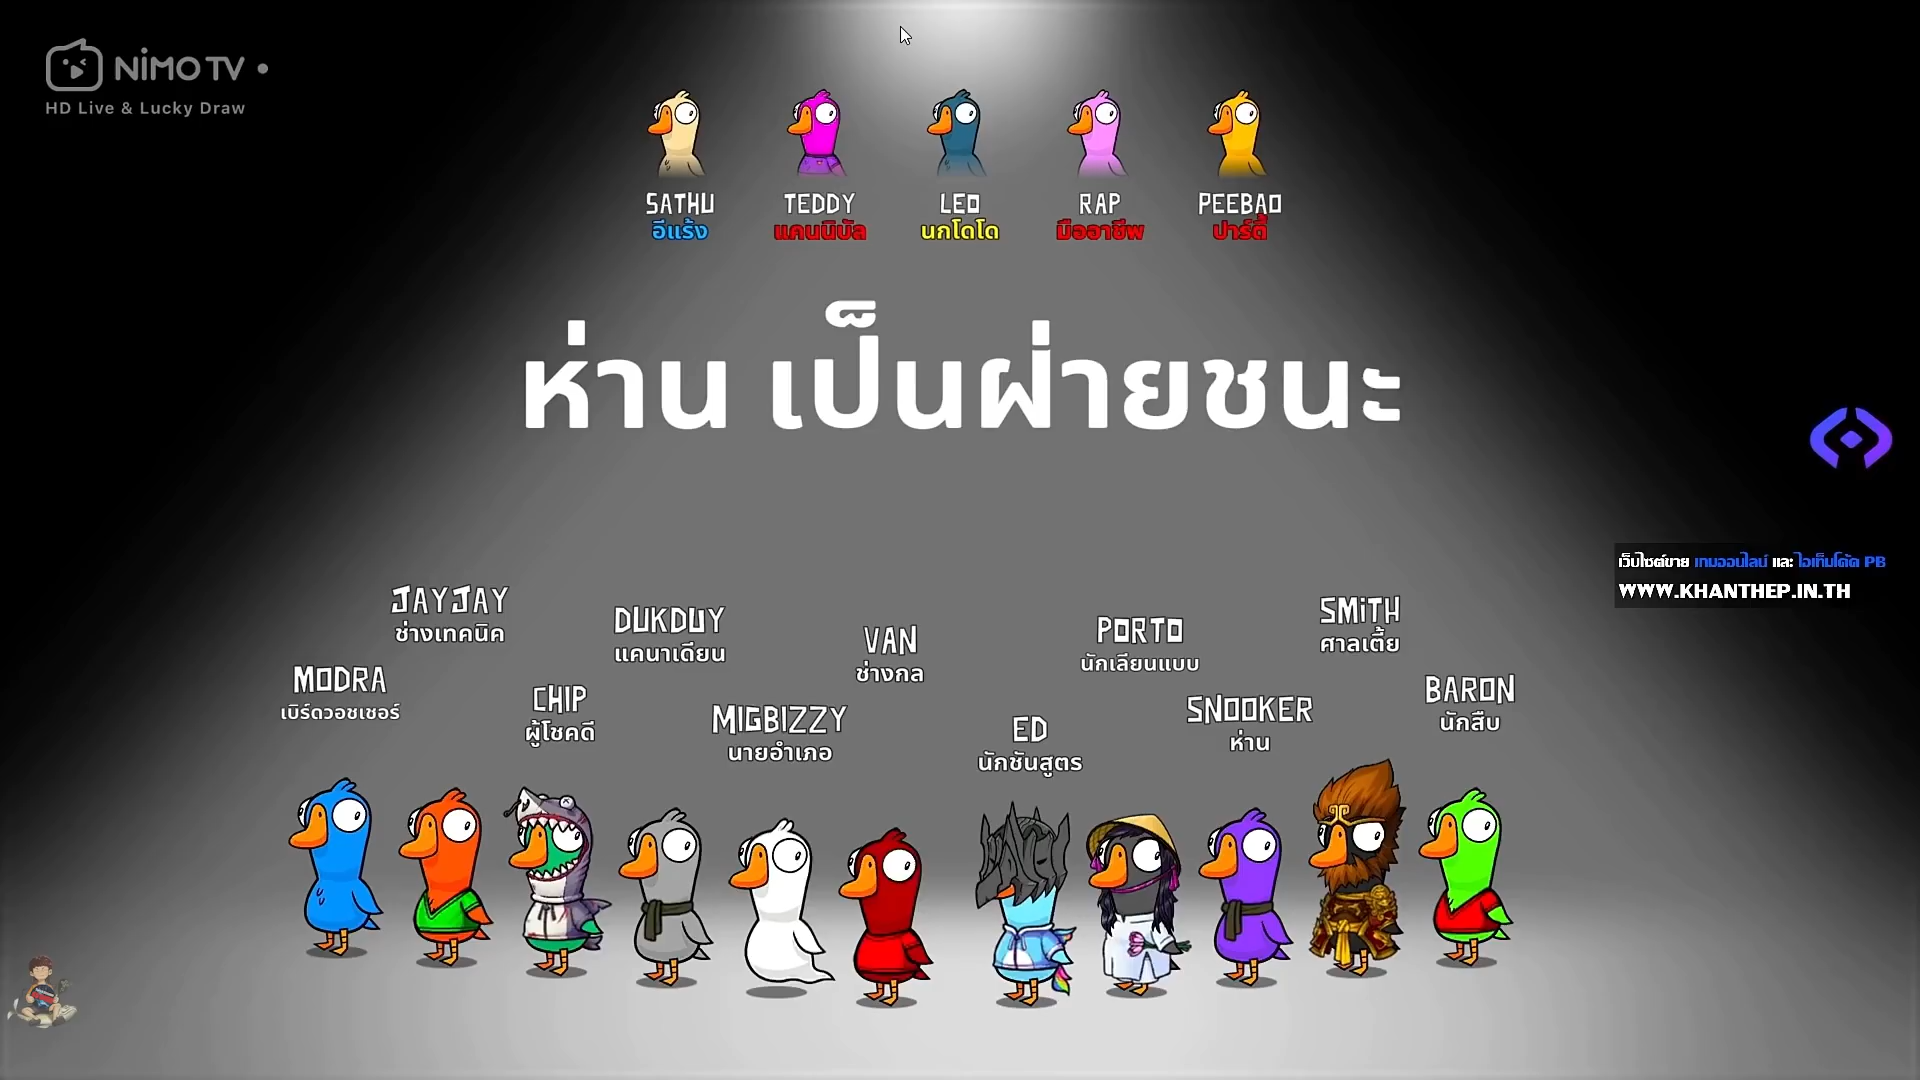 NIMO TV
HD Live & Lucky Draw
SATHU
อีแร้ง
TEDDY
แคนนิบัล
LEO
นกโดโด
RAP
มืออาชีพ
PEEBAO
ปาร์ตี้
ห่าน เป็นฝ่ายชนะ
เว็บไซต์ขาย เกมออนไลน์ และ ไอเท็มโค้ด PB
WWW.KHANTHEP.IN.TH
MODRA
เบิร์ดวอชเชอร์
JAYJAY
ช่างเทคนิค
CHIP
ผู้โชคดี
DUKDUY
แคนาเดียน
MIGBIZZY
นายอำเภอ
VAN
ช่างกล
ED
นักชันสูตร
PORTO
นักเลียนแบบ
SNOOKER
ห่าน
SMiTH
ศาลเตี้ย
BARON
นักสืบ